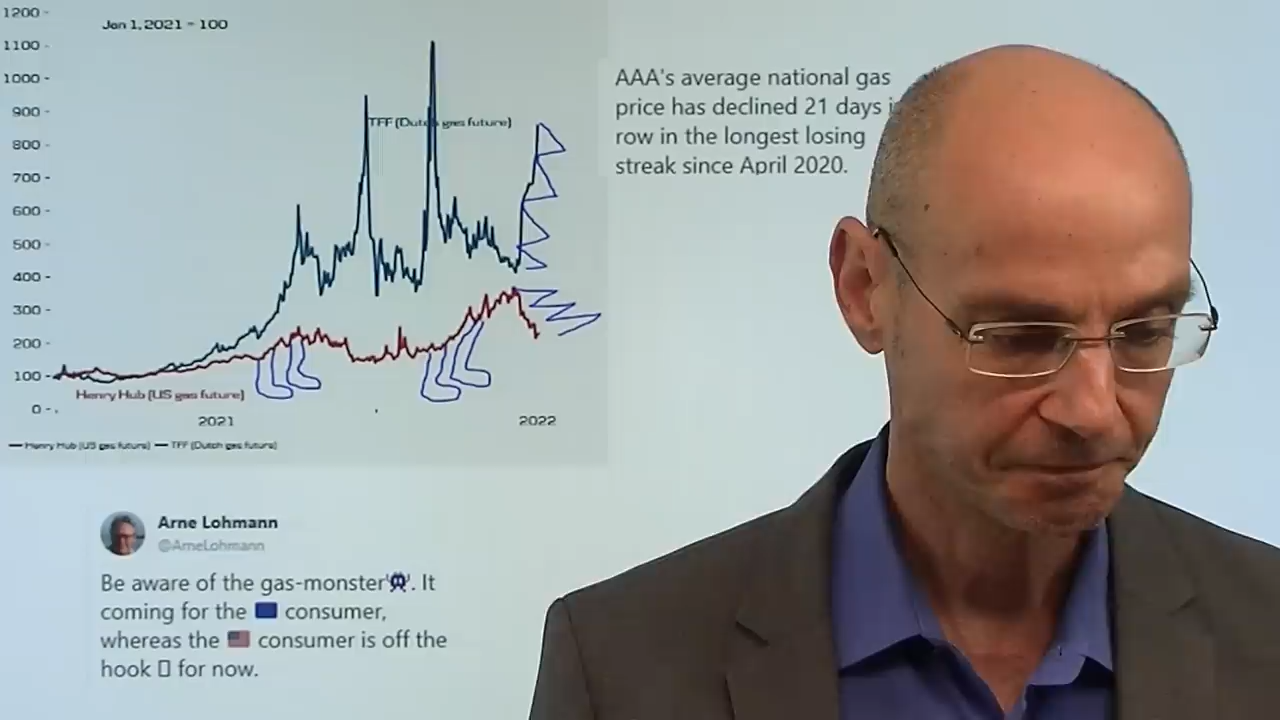 1200
Jan 1, 2021 = 100
1100
1000
900
TFF (Dutch gas future)
800
700
600
500
400
300
200
100
Henry Hub (US gas future)
0
2021
2022
Henry Hub (US gas future) TFF (Dutch gas future)
AAA's average national gas
price has declined 21 days
row in the longest losing
streak since April 2020.
Arne Lohmann
@ArneLohmann
Be aware of the gas-monster'👾'. It
coming for the 🇪🇺 consumer,
whereas the 🇺🇸 consumer is off the
hook ▯ for now.